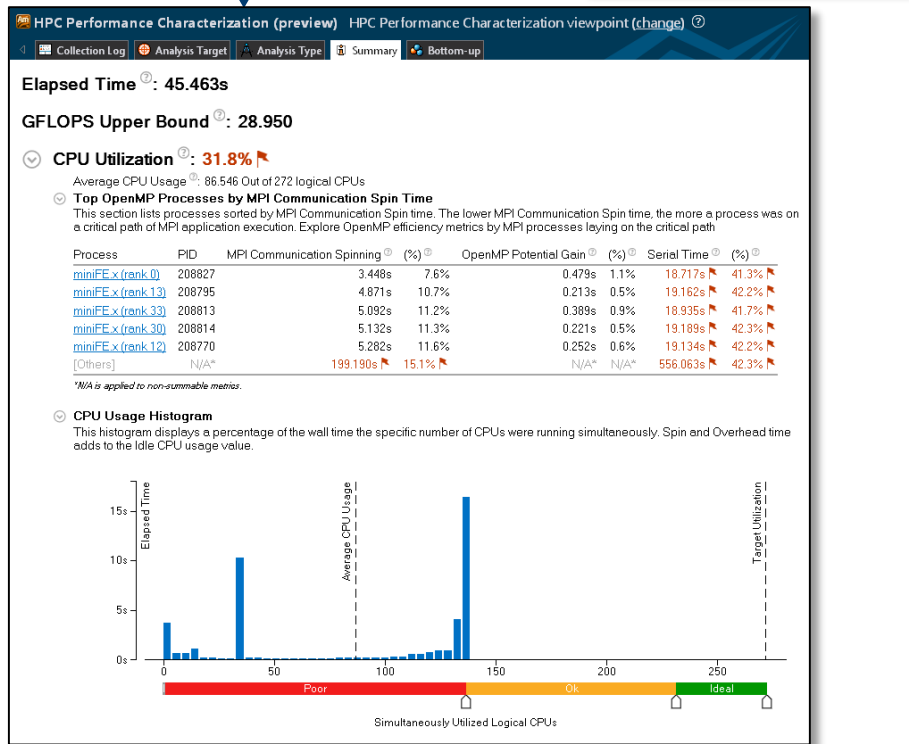 HPC Performance Characterization (preview) HPC Performance Characterization viewpoint (change) ?
Collection Log Analysis Target Analysis Type Summary Bottom-up
Elapsed Time ?: 45.463s
GFLOPS Upper Bound ?: 28.950
CPU Utilization ?: 31.8%
Average CPU Usage ?: 86.546 Out of 272 logical CPUs
Top OpenMP Processes by MPI Communication Spin Time
This section lists processes sorted by MPI Communication Spin time. The lower MPI Communication Spin time, the more a process was on
a critical path of MPI application execution. Explore OpenMP efficiency metrics by MPI processes laying on the critical path
Process PID MPI Communication Spinning ? (%) ? OpenMP Potential Gain ? (%) ? Serial Time ? (%) ?
miniFE.x (rank 0) 208827 3.448s 7.6% 0.479s 1.1% 18.717s 41.3%
miniFE.x (rank 13) 208795 4.871s 10.7% 0.213s 0.5% 19.162s 42.2%
miniFE.x (rank 33) 208813 5.092s 11.2% 0.389s 0.9% 18.935s 41.7%
miniFE.x (rank 30) 208814 5.132s 11.3% 0.221s 0.5% 19.189s 42.3%
miniFE.x (rank 12) 208770 5.282s 11.6% 0.252s 0.6% 19.134s 42.2%
[Others] N/A* 199.190s 15.1% N/A* N/A* 556.063s 42.3%
*N/A is applied to non-summable metrics.
CPU Usage Histogram
This histogram displays a percentage of the wall time the specific number of CPUs were running simultaneously. Spin and Overhead time
adds to the Idle CPU usage value.
Elapsed Time
Average CPU Usage
Target Utilization
15s
10s
5s
0s
0 50 100 150 200 250
Poor Ok Ideal
Simultaneously Utilized Logical CPUs